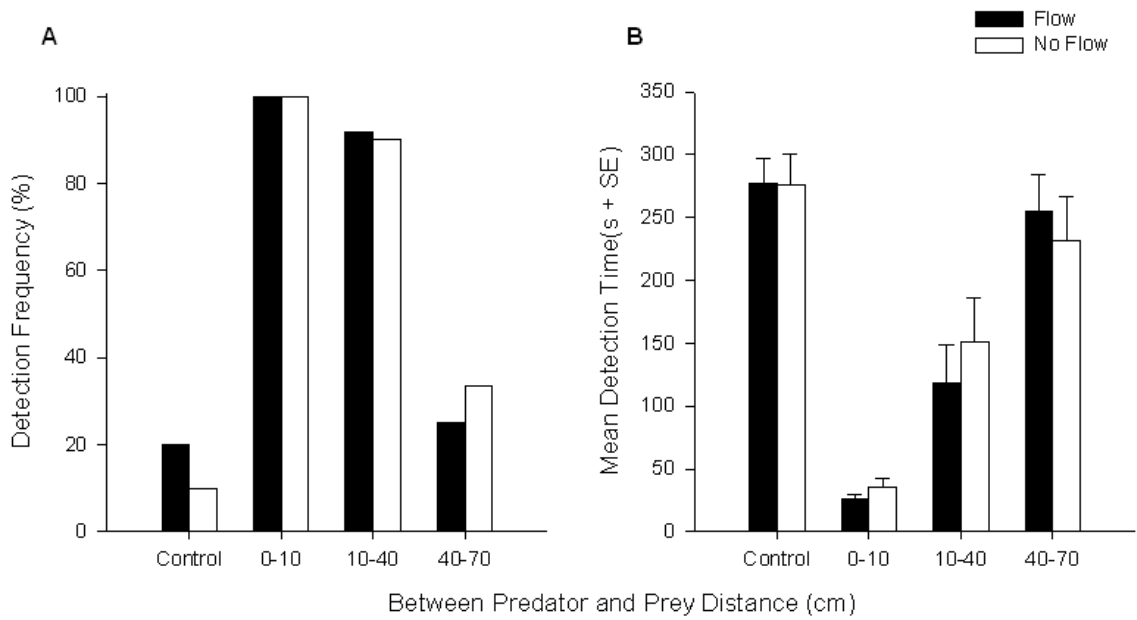 Flow
No Flow
A
B
Detection Frequency (%)
100
80
60
40
20
0
Control 0-10 10-40 40-70
Mean Detection Time(s + SE)
350
300
250
200
150
100
50
0
Control 0-10 10-40 40-70
Between Predator and Prey Distance (cm)